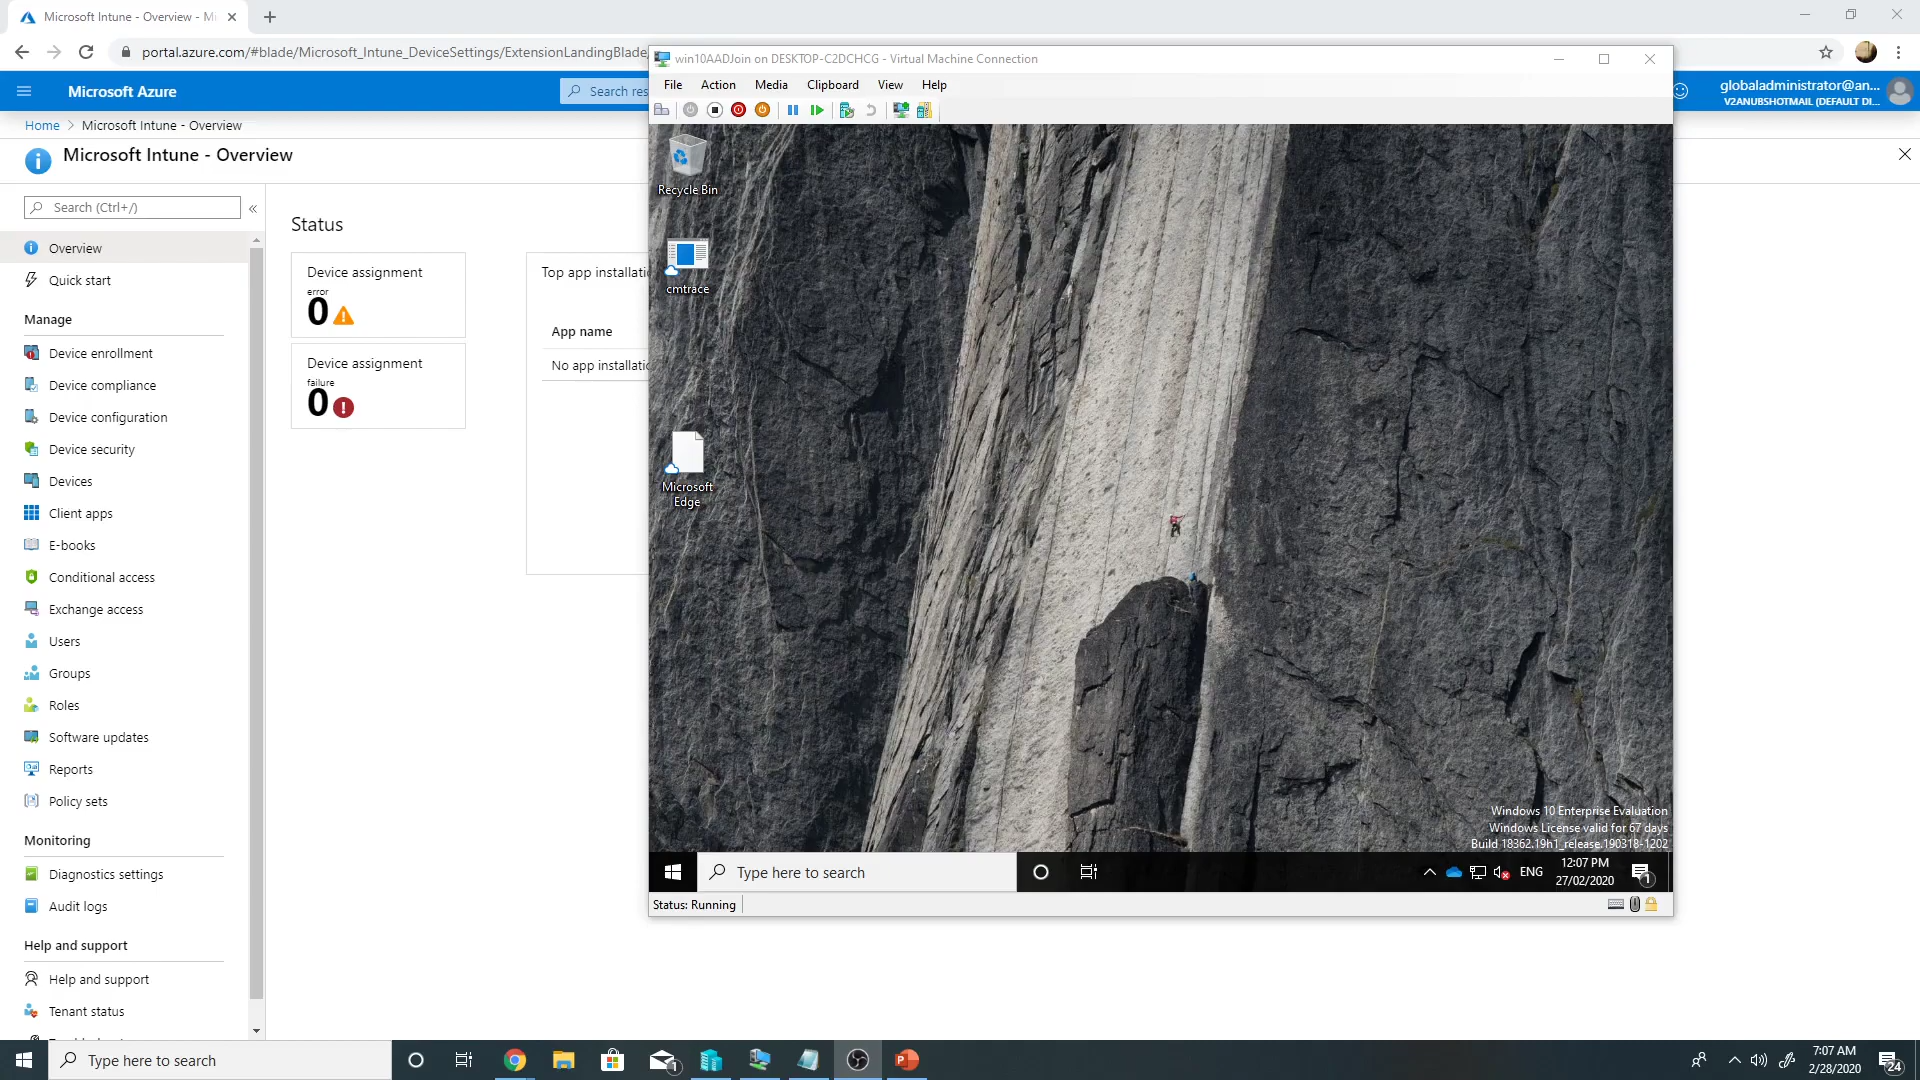 Microsoft Intune - Overview - Mi
portal.azure.com/#blade/Microsoft_Intune_DeviceSettings/ExtensionLandingBlade
Microsoft Azure
Search res
globaladministrator@an...
V2ANUBSHOTMAIL (DEFAULT DI...
Home > Microsoft Intune - Overview
Microsoft Intune - Overview
Search (Ctrl+/)
Overview
Quick start
Manage
Device enrollment
Device compliance
Device configuration
Device security
Devices
Client apps
E-books
Conditional access
Exchange access
Users
Groups
Roles
Software updates
Reports
Policy sets
Monitoring
Diagnostics settings
Audit logs
Help and support
Help and support
Tenant status
Status
Device assignment
error
0
Device assignment
failure
0
Top app installatio
App name
No app installatio
win10AADJoin on DESKTOP-C2DCHCG - Virtual Machine Connection
File Action Media Clipboard View Help
Recycle Bin
cmtrace
Microsoft
Edge
Windows 10 Enterprise Evaluation
Windows License valid for 67 days
Build 18362.19h1_release.190318-1202
Type here to search
ENG
12:07 PM
27/02/2020
1
Status: Running
Type here to search
1
7:07 AM
2/28/2020
24